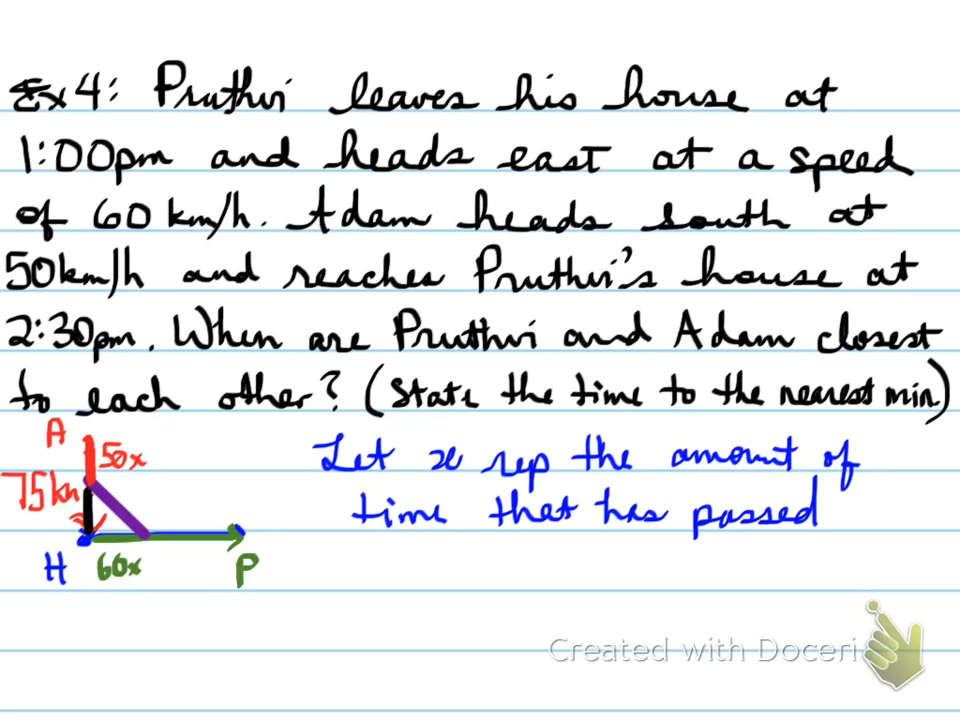 Ex 4: Pruthvi leaves his house at
1:00pm and heads east at a speed
of 60 km/h. Adam heads south at
50km/h and reaches Pruthvi's house at
2:30pm. When are Pruthvi and Adam closest
to each other? (State the time to the nearest min.)
A
50x
75km
H
60x
P
Let x rep the amount of
time that has passed
Created with Doceri